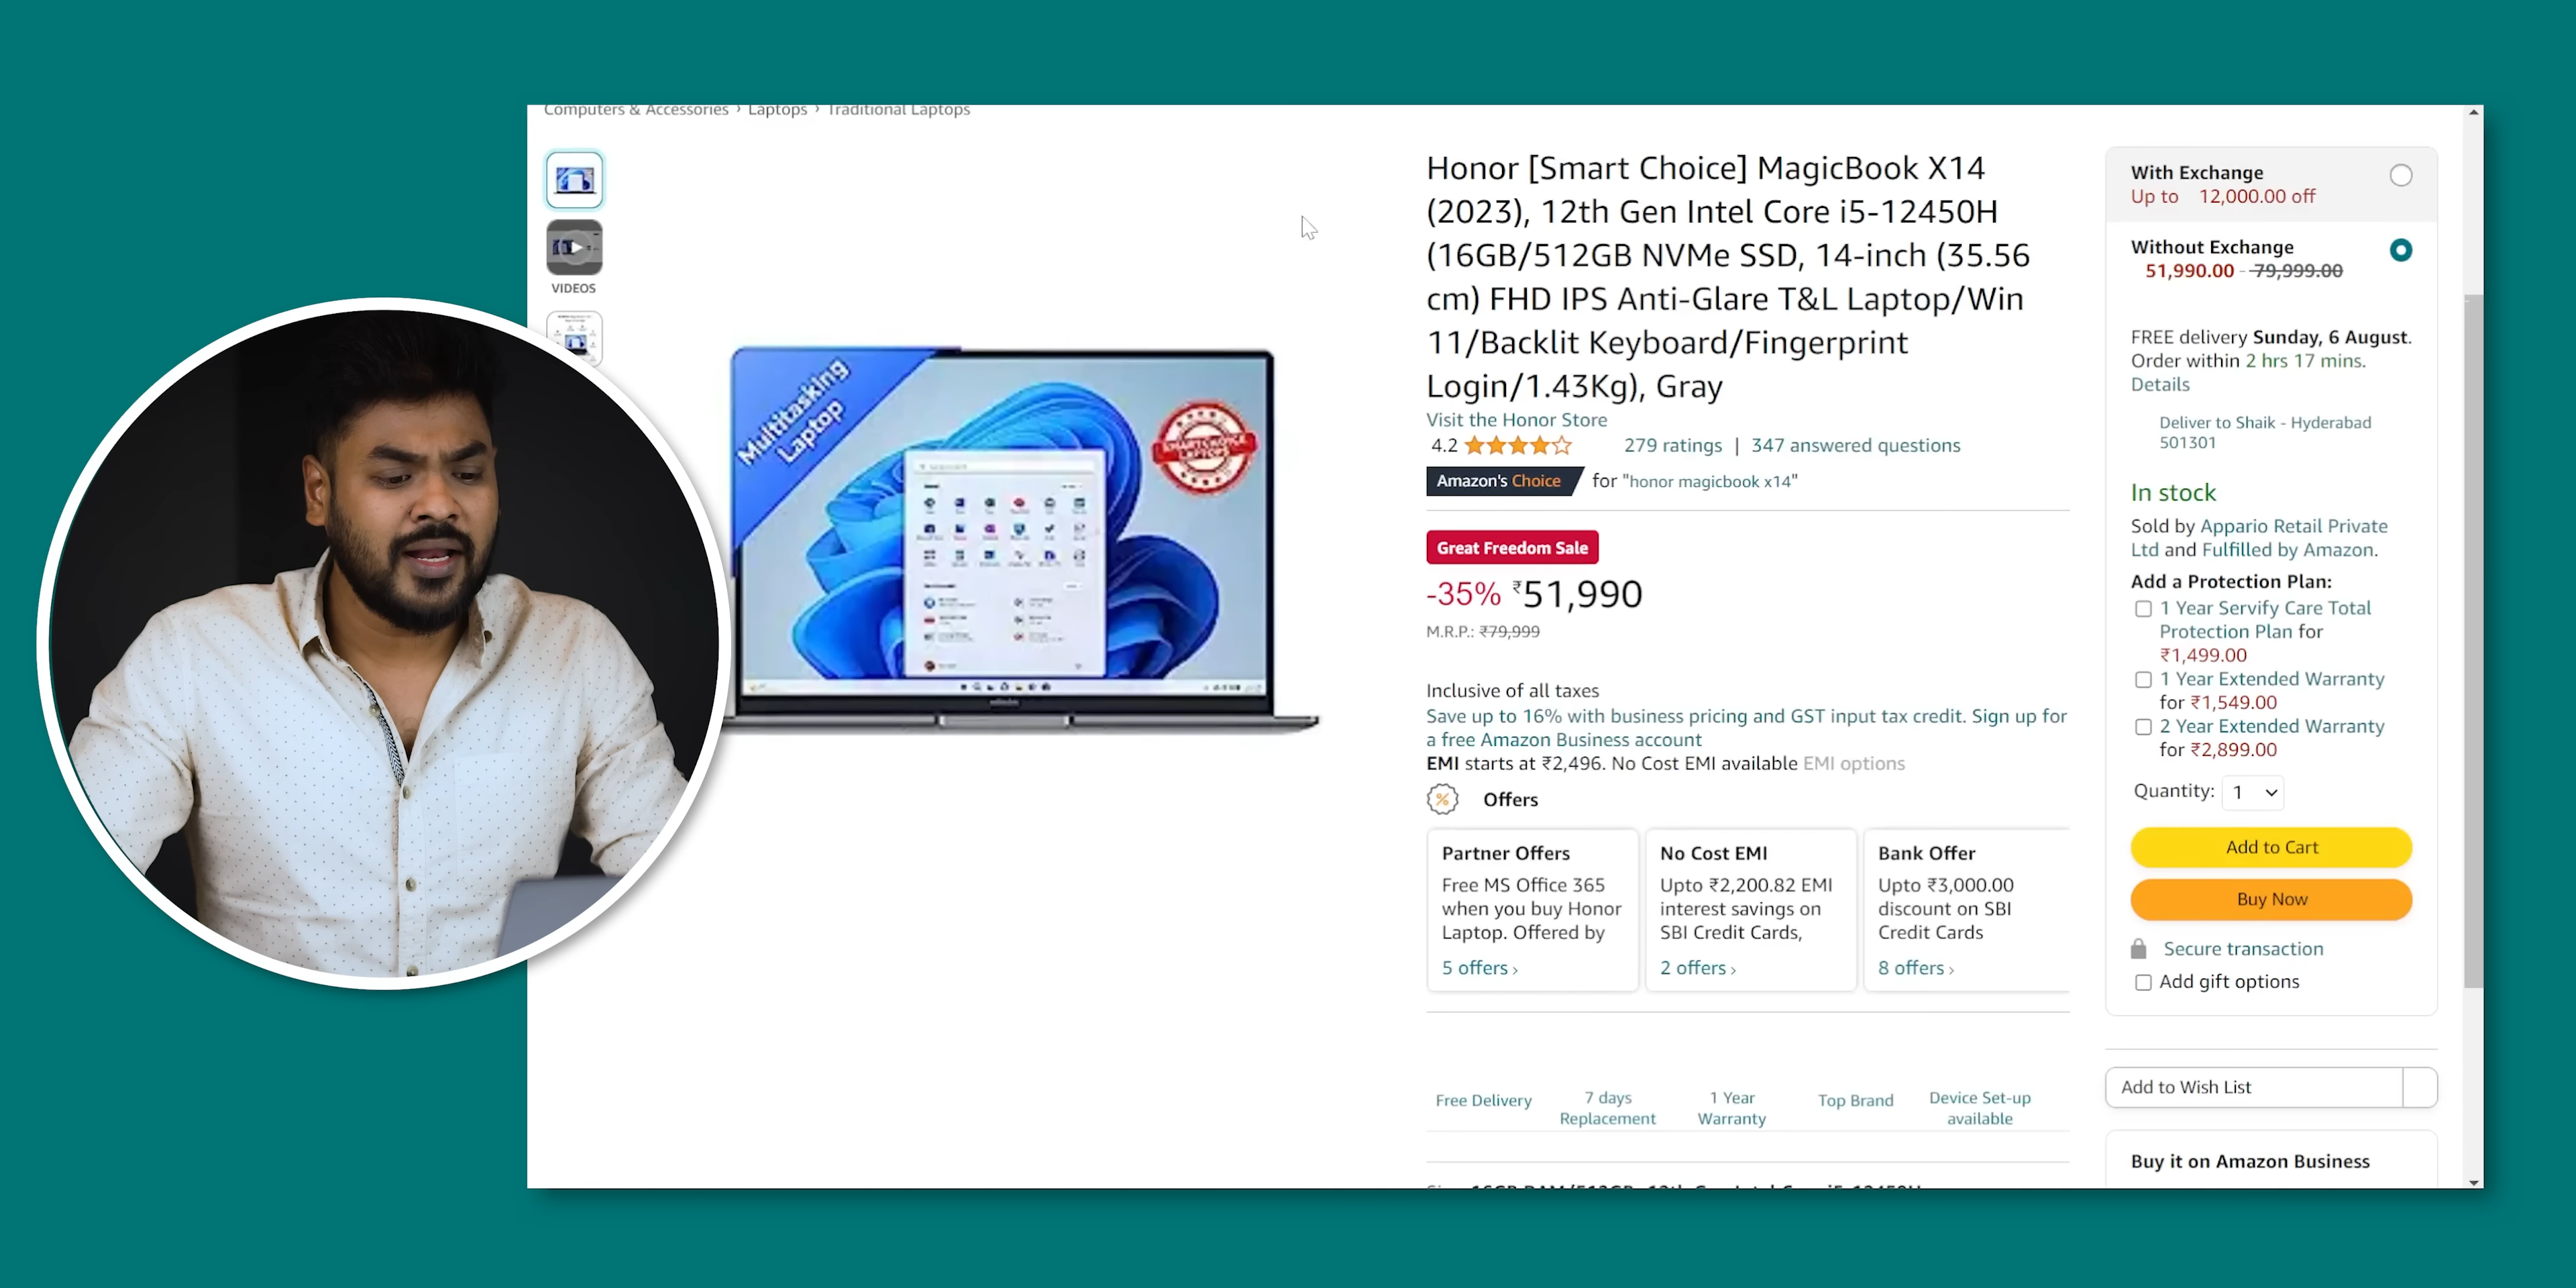 Computers & Accessories › Laptops › Traditional Laptops
VIDEOS
Multitasking
Laptop
Honor [Smart Choice] MagicBook X14
(2023), 12th Gen Intel Core i5-12450H
(16GB/512GB NVMe SSD, 14-inch (35.56
cm) FHD IPS Anti-Glare T&L Laptop/Win
11/Backlit Keyboard/Fingerprint
Login/1.43Kg), Gray
Visit the Honor Store
4.2 279 ratings | 347 answered questions
Amazon's Choice for "honor magicbook x14"
Great Freedom Sale
-35% ₹51,990
M.R.P.: ₹79,999
Inclusive of all taxes
Save up to 16% with business pricing and GST input tax credit. Sign up for
a free Amazon Business account
EMI starts at ₹2,496. No Cost EMI available EMI options
Offers
Partner Offers
Free MS Office 365
when you buy Honor
Laptop. Offered by
5 offers ›
No Cost EMI
Upto ₹2,200.82 EMI
interest savings on
SBI Credit Cards,
2 offers ›
Bank Offer
Upto ₹3,000.00
discount on SBI
Credit Cards
8 offers ›
Free Delivery
7 days
Replacement
1 Year
Warranty
Top Brand
Device Set-up
available
With Exchange
Up to 12,000.00 off
Without Exchange
51,990.00 - 79,999.00
FREE delivery Sunday, 6 August.
Order within 2 hrs 17 mins.
Details
Deliver to Shaik - Hyderabad
501301
In stock
Sold by Appario Retail Private
Ltd and Fulfilled by Amazon.
Add a Protection Plan:
1 Year Servify Care Total
Protection Plan for
₹1,499.00
1 Year Extended Warranty
for ₹1,549.00
2 Year Extended Warranty
for ₹2,899.00
Quantity: 1
Add to Cart
Buy Now
Secure transaction
Add gift options
Add to Wish List
Buy it on Amazon Business